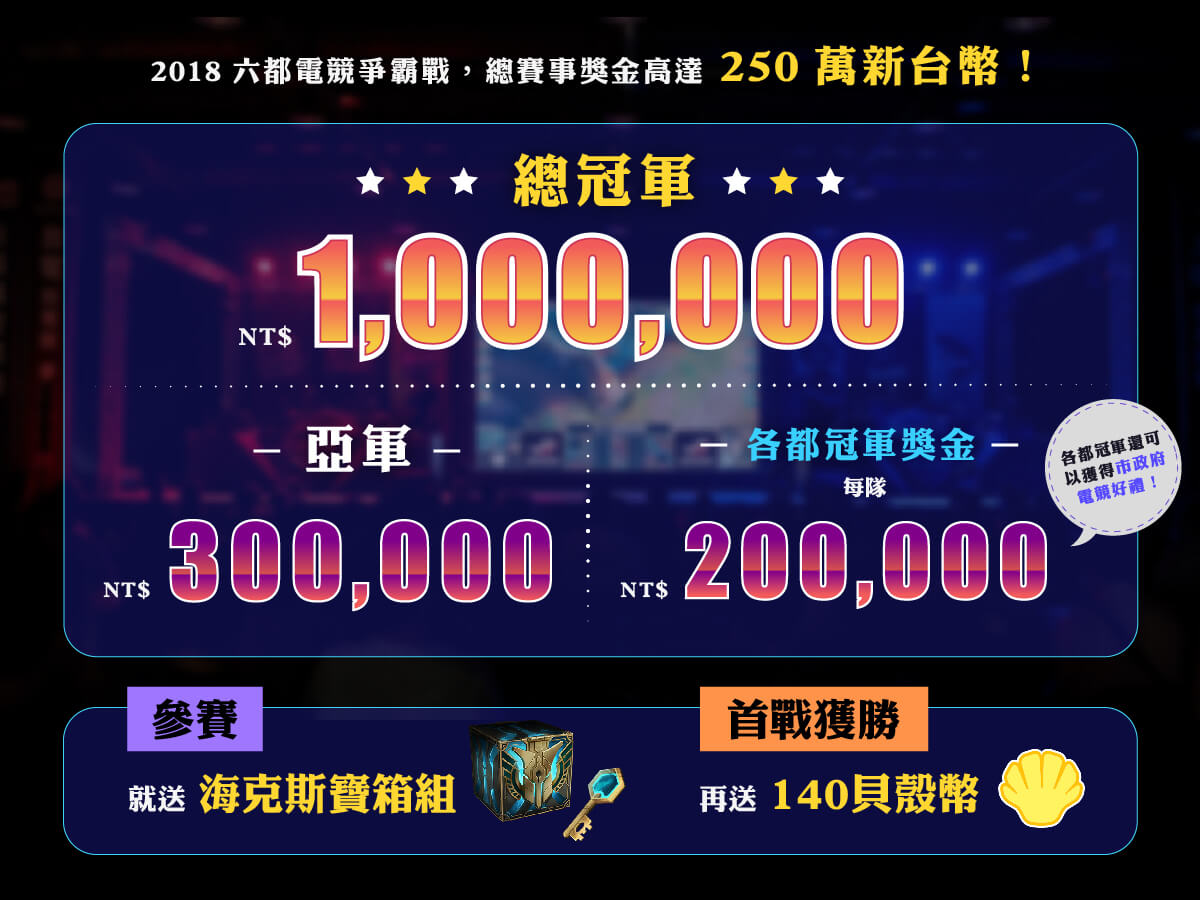 2018 六都電競爭霸戰，總賽事獎金高達 250 萬新台幣！
總冠軍
NT$ 1,000,000
亞軍
NT$ 300,000
各都冠軍獎金
每隊
NT$ 200,000
各都冠軍還可
以獲得市政府
電競好禮！
參賽
就送 海克斯寶箱組
首戰獲勝
再送 140貝殼幣